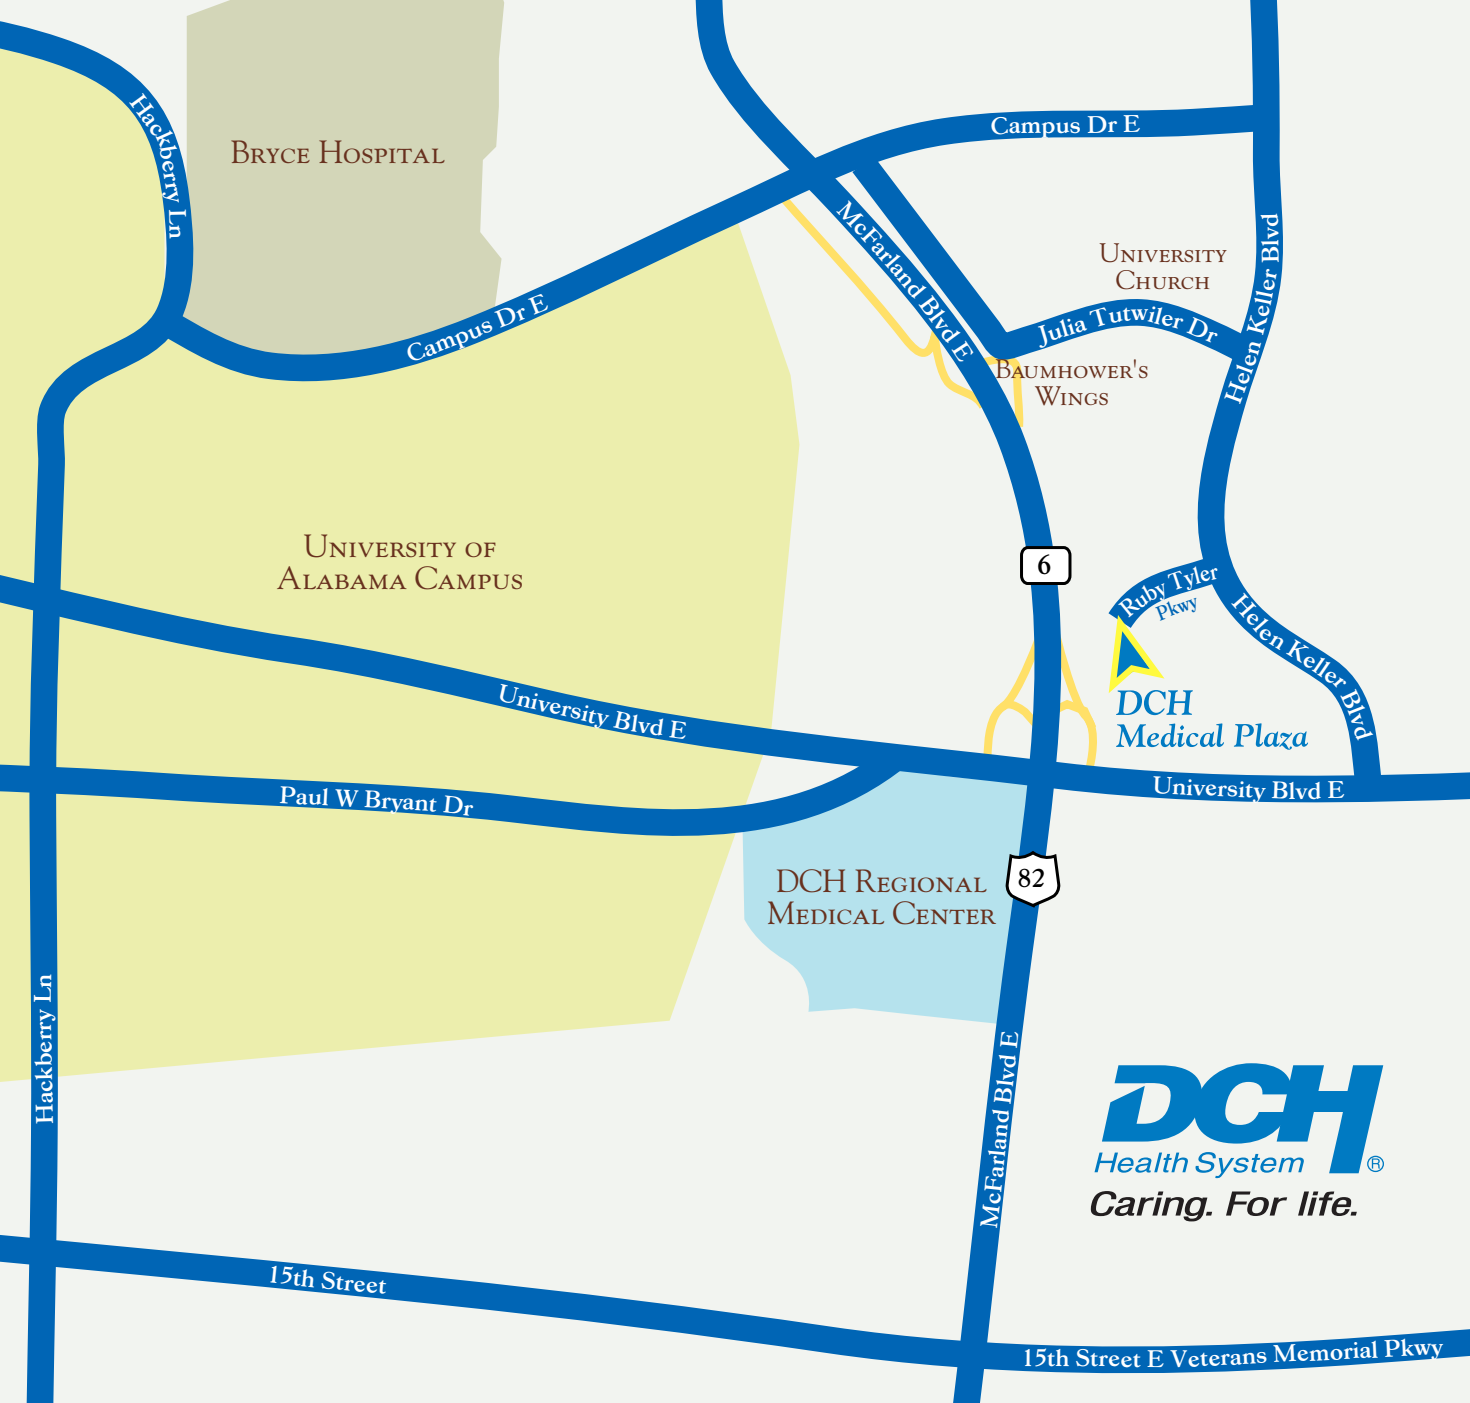 Hackberry Ln
Bryce Hospital
Campus Dr E
McFarland Blvd E
Helen Keller Blvd
University
Church
Julia Tutwiler Dr
Campus Dr E
Baumhower's
Wings
University of
Alabama Campus
6
Ruby Tyler
Pkwy
Helen Keller Blvd
DCH
Medical Plaza
University Blvd E
University Blvd E
Paul W Bryant Dr
DCH Regional
Medical Center
82
Hackberry Ln
McFarland Blvd E
DCH
Health System ®
Caring. For life.
15th Street
15th Street E Veterans Memorial Pkwy